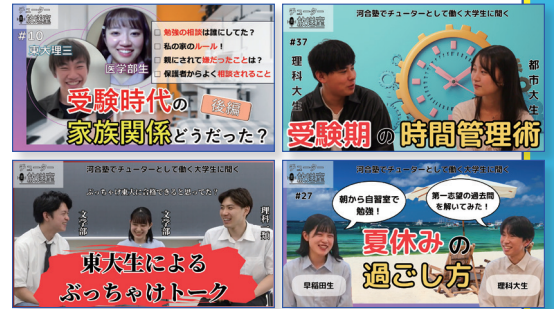 チューター
放課後
#10
東大理三
医学部生
勉強の相談は誰にしてた?
私の家のルール!
親にされて嫌だったことは?
保護者からよく相談されること
受験時代の
後編
家族関係どうだった?
チューター
河合塾でチューターとして働く大学生に聞く
#37
理科大生
都市大生
受験期の時間管理術
チューター
河合塾でチューターとして働く大学生に聞く
ぶっちゃけ東大に合格できると思ってた?
文学部
文学部
理科一類
東大生による
ぶっちゃけトーク
チューター
河合塾でチューターとして働く大学生に聞く
#27
朝から自習室で
勉強!
第一志望の過去問
を解いてみた!
夏休みの
過ごし方
早稲田生
理科大生